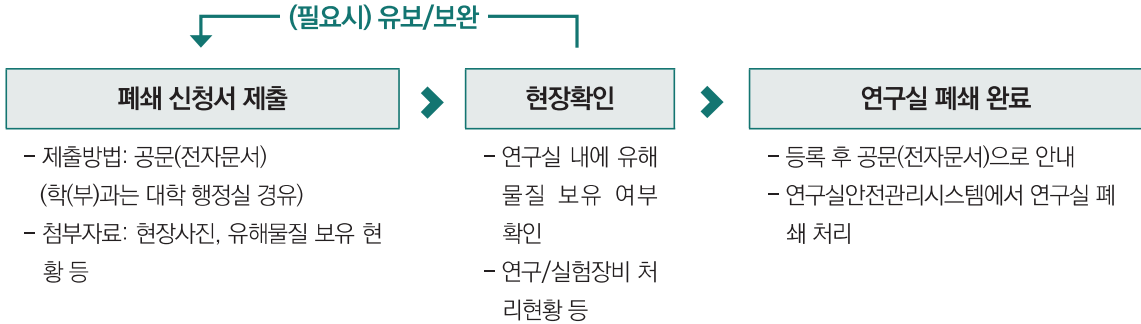 (필요시) 유보/보완
폐쇄 신청서 제출
- 제출방법: 공문(전자문서)
(학(부)과는 대학 행정실 경유)
- 첨부자료: 현장사진, 유해물질 보유 현
황 등
현장확인
- 연구실 내에 유해
물질 보유 여부
확인
- 연구/실험장비 처
리현황 등
연구실 폐쇄 완료
- 등록 후 공문(전자문서)으로 안내
- 연구실안전관리시스템에서 연구실 폐
쇄 처리